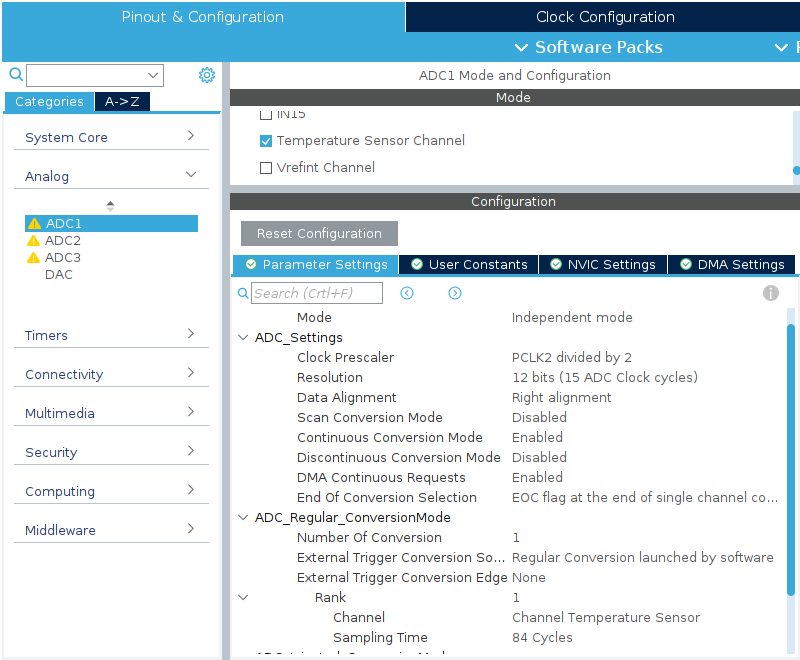 Pinout & Configuration
Clock Configuration
Software Packs
ADC1 Mode and Configuration
Categories
A->Z
Mode
IN15
System Core
Temperature Sensor Channel
Analog
Vrefint Channel
Configuration
ADC1
ADC2
ADC3
DAC
Reset Configuration
Parameter Settings
User Constants
NVIC Settings
DMA Settings
Search (Crtl+F)
Mode Independent mode
ADC_Settings
Clock Prescaler PCLK2 divided by 2
Resolution 12 bits (15 ADC Clock cycles)
Data Alignment Right alignment
Scan Conversion Mode Disabled
Continuous Conversion Mode Enabled
Discontinuous Conversion Mode Disabled
DMA Continuous Requests Enabled
End Of Conversion Selection EOC flag at the end of single channel co...
ADC_Regular_ConversionMode
Number Of Conversion 1
External Trigger Conversion So... Regular Conversion launched by software
External Trigger Conversion Edge None
Rank 1
Channel Channel Temperature Sensor
Sampling Time 84 Cycles
Timers
Connectivity
Multimedia
Security
Computing
Middleware